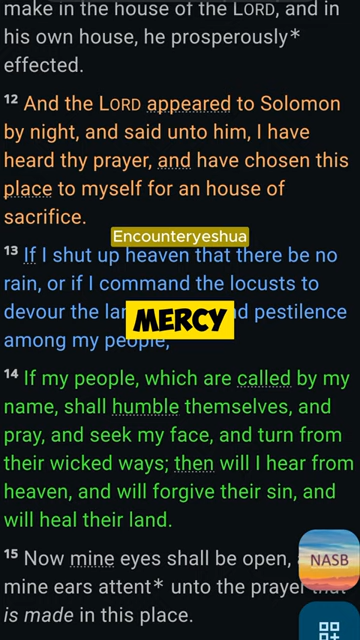 make in the house of the LORD, and in
his own house, he prosperously*
effected.
12 And the LORD appeared to Solomon
by night, and said unto him, I have
heard thy prayer, and have chosen this
place to myself for an house of
sacrifice.
Encounteryeshua
13 If I shut up heaven that there be no
rain, or if I command the locusts to
devour the pestilence
MERCY
among my people;
14 If my people, which are called by my
name, shall humble themselves, and
pray, and seek my face, and turn from
their wicked ways; then will I hear from
heaven, and will forgive their sin, and
will heal their land.
15 Now mine eyes shall be open,
NASB
mine ears attent* unto the prayer
is made in this place.